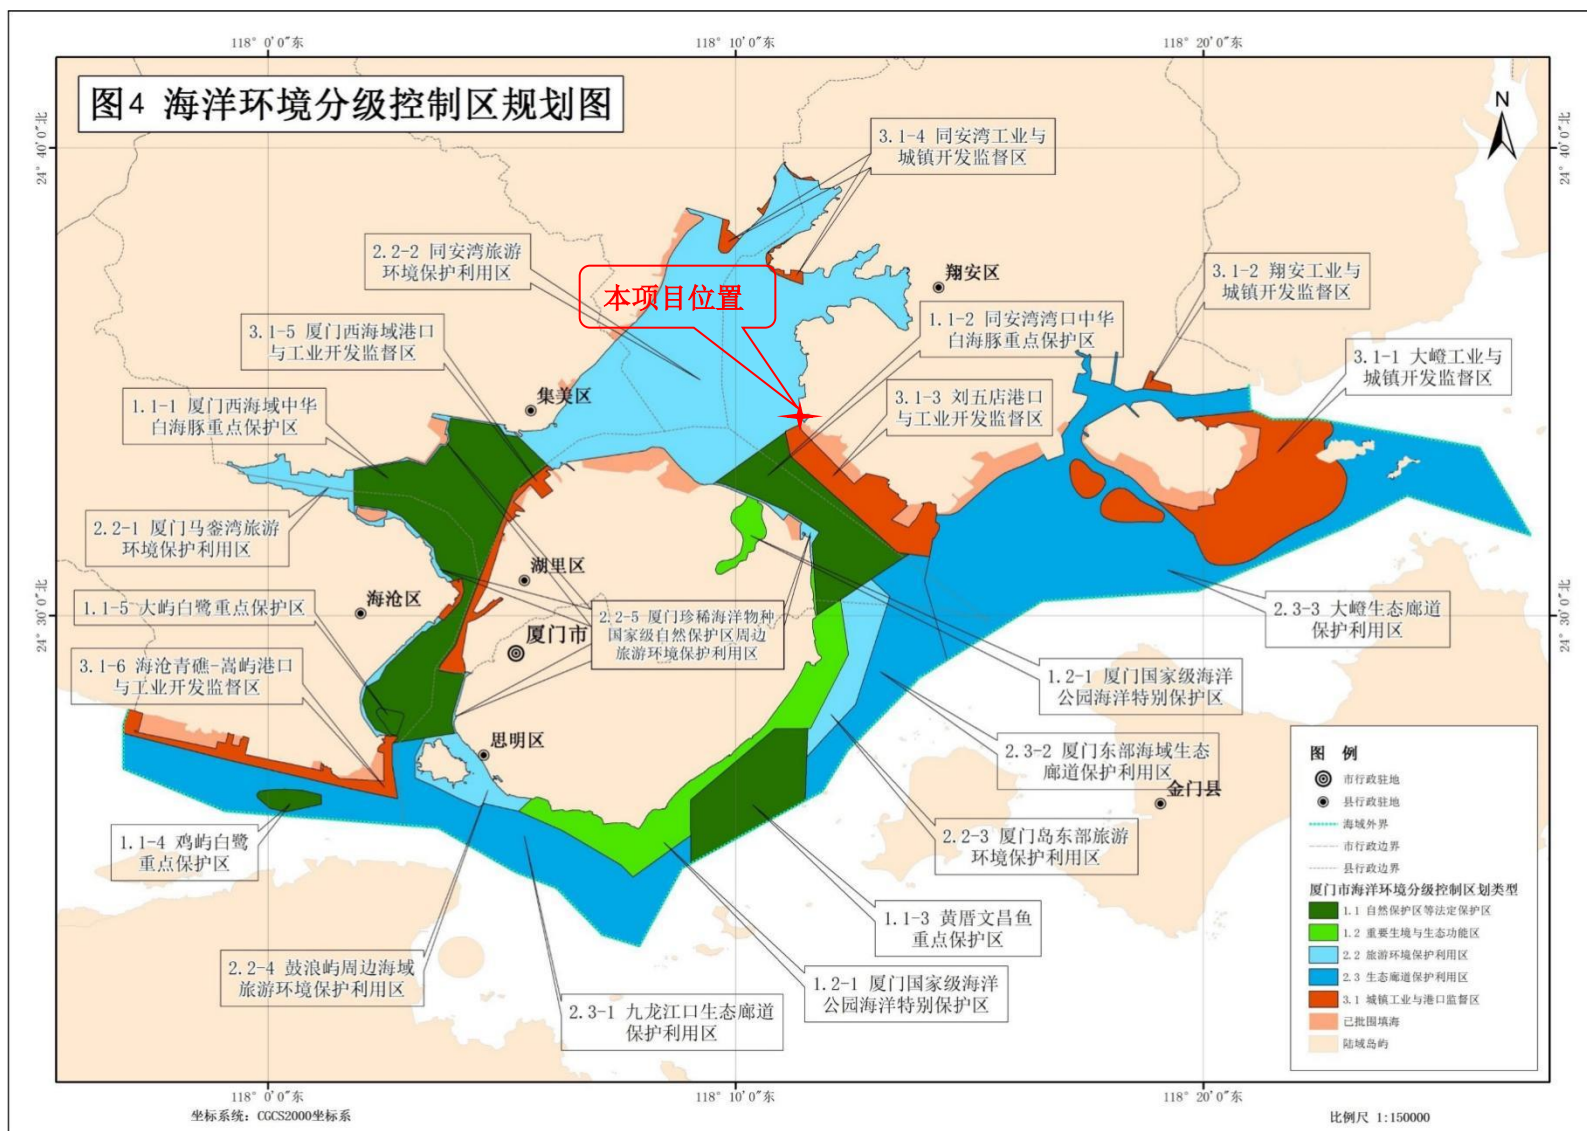 118° 0'0"东
118° 10'0"东
118° 20'0"东
图4 海洋环境分级控制区规划图
N
24° 40'0"北
24° 40'0"北
3.1-4 同安湾工业与
城镇开发监督区
2.2-2 同安湾旅游
环境保护利用区
本项目位置
翔安区
3.1-2 翔安工业与
城镇开发监督区
1.1-2 同安湾湾口中华
白海豚重点保护区
3.1-5 厦门西海域港口
与工业开发监督区
3.1-1 大嶝工业与
城镇开发监督区
集美区
3.1-3 刘五店港口
与工业开发监督区
1.1-1 厦门西海域中华
白海豚重点保护区
2.2-1 厦门马銮湾旅游
环境保护利用区
湖里区
海沧区
1.1-5 大屿白鹭重点保护区
2.2-5 厦门珍稀海洋物种
国家级自然保护区周边
旅游环境保护利用区
2.3-3 大嶝生态廊道
保护利用区
24° 30'0"北
24° 30'0"北
厦门市
3.1-6 海沧青礁-嵩屿港口
与工业开发监督区
1.2-1 厦门国家级海洋
公园海洋特别保护区
思明区
2.3-2 厦门东部海域生态
廊道保护利用区
金门县
1.1-4 鸡屿白鹭
重点保护区
2.2-3 厦门岛东部旅游
环境保护利用区
1.1-3 黄厝文昌鱼
重点保护区
2.2-4 鼓浪屿周边海域
旅游环境保护利用区
1.2-1 厦门国家级海洋
公园海洋特别保护区
2.3-1 九龙江口生态廊道
保护利用区
图 例
市行政驻地
县行政驻地
海域外界
市行政边界
县行政边界
厦门市海洋环境分级控制区划类型
1.1 自然保护区等法定保护区
1.2 重要生境与生态功能区
2.2 旅游环境保护利用区
2.3 生态廊道保护利用区
3.1 城镇工业与港口监督区
已批围填海
陆域岛屿
118° 0'0"东
118° 10'0"东
118° 20'0"东
坐标系统: CGCS2000坐标系
比例尺 1:150000